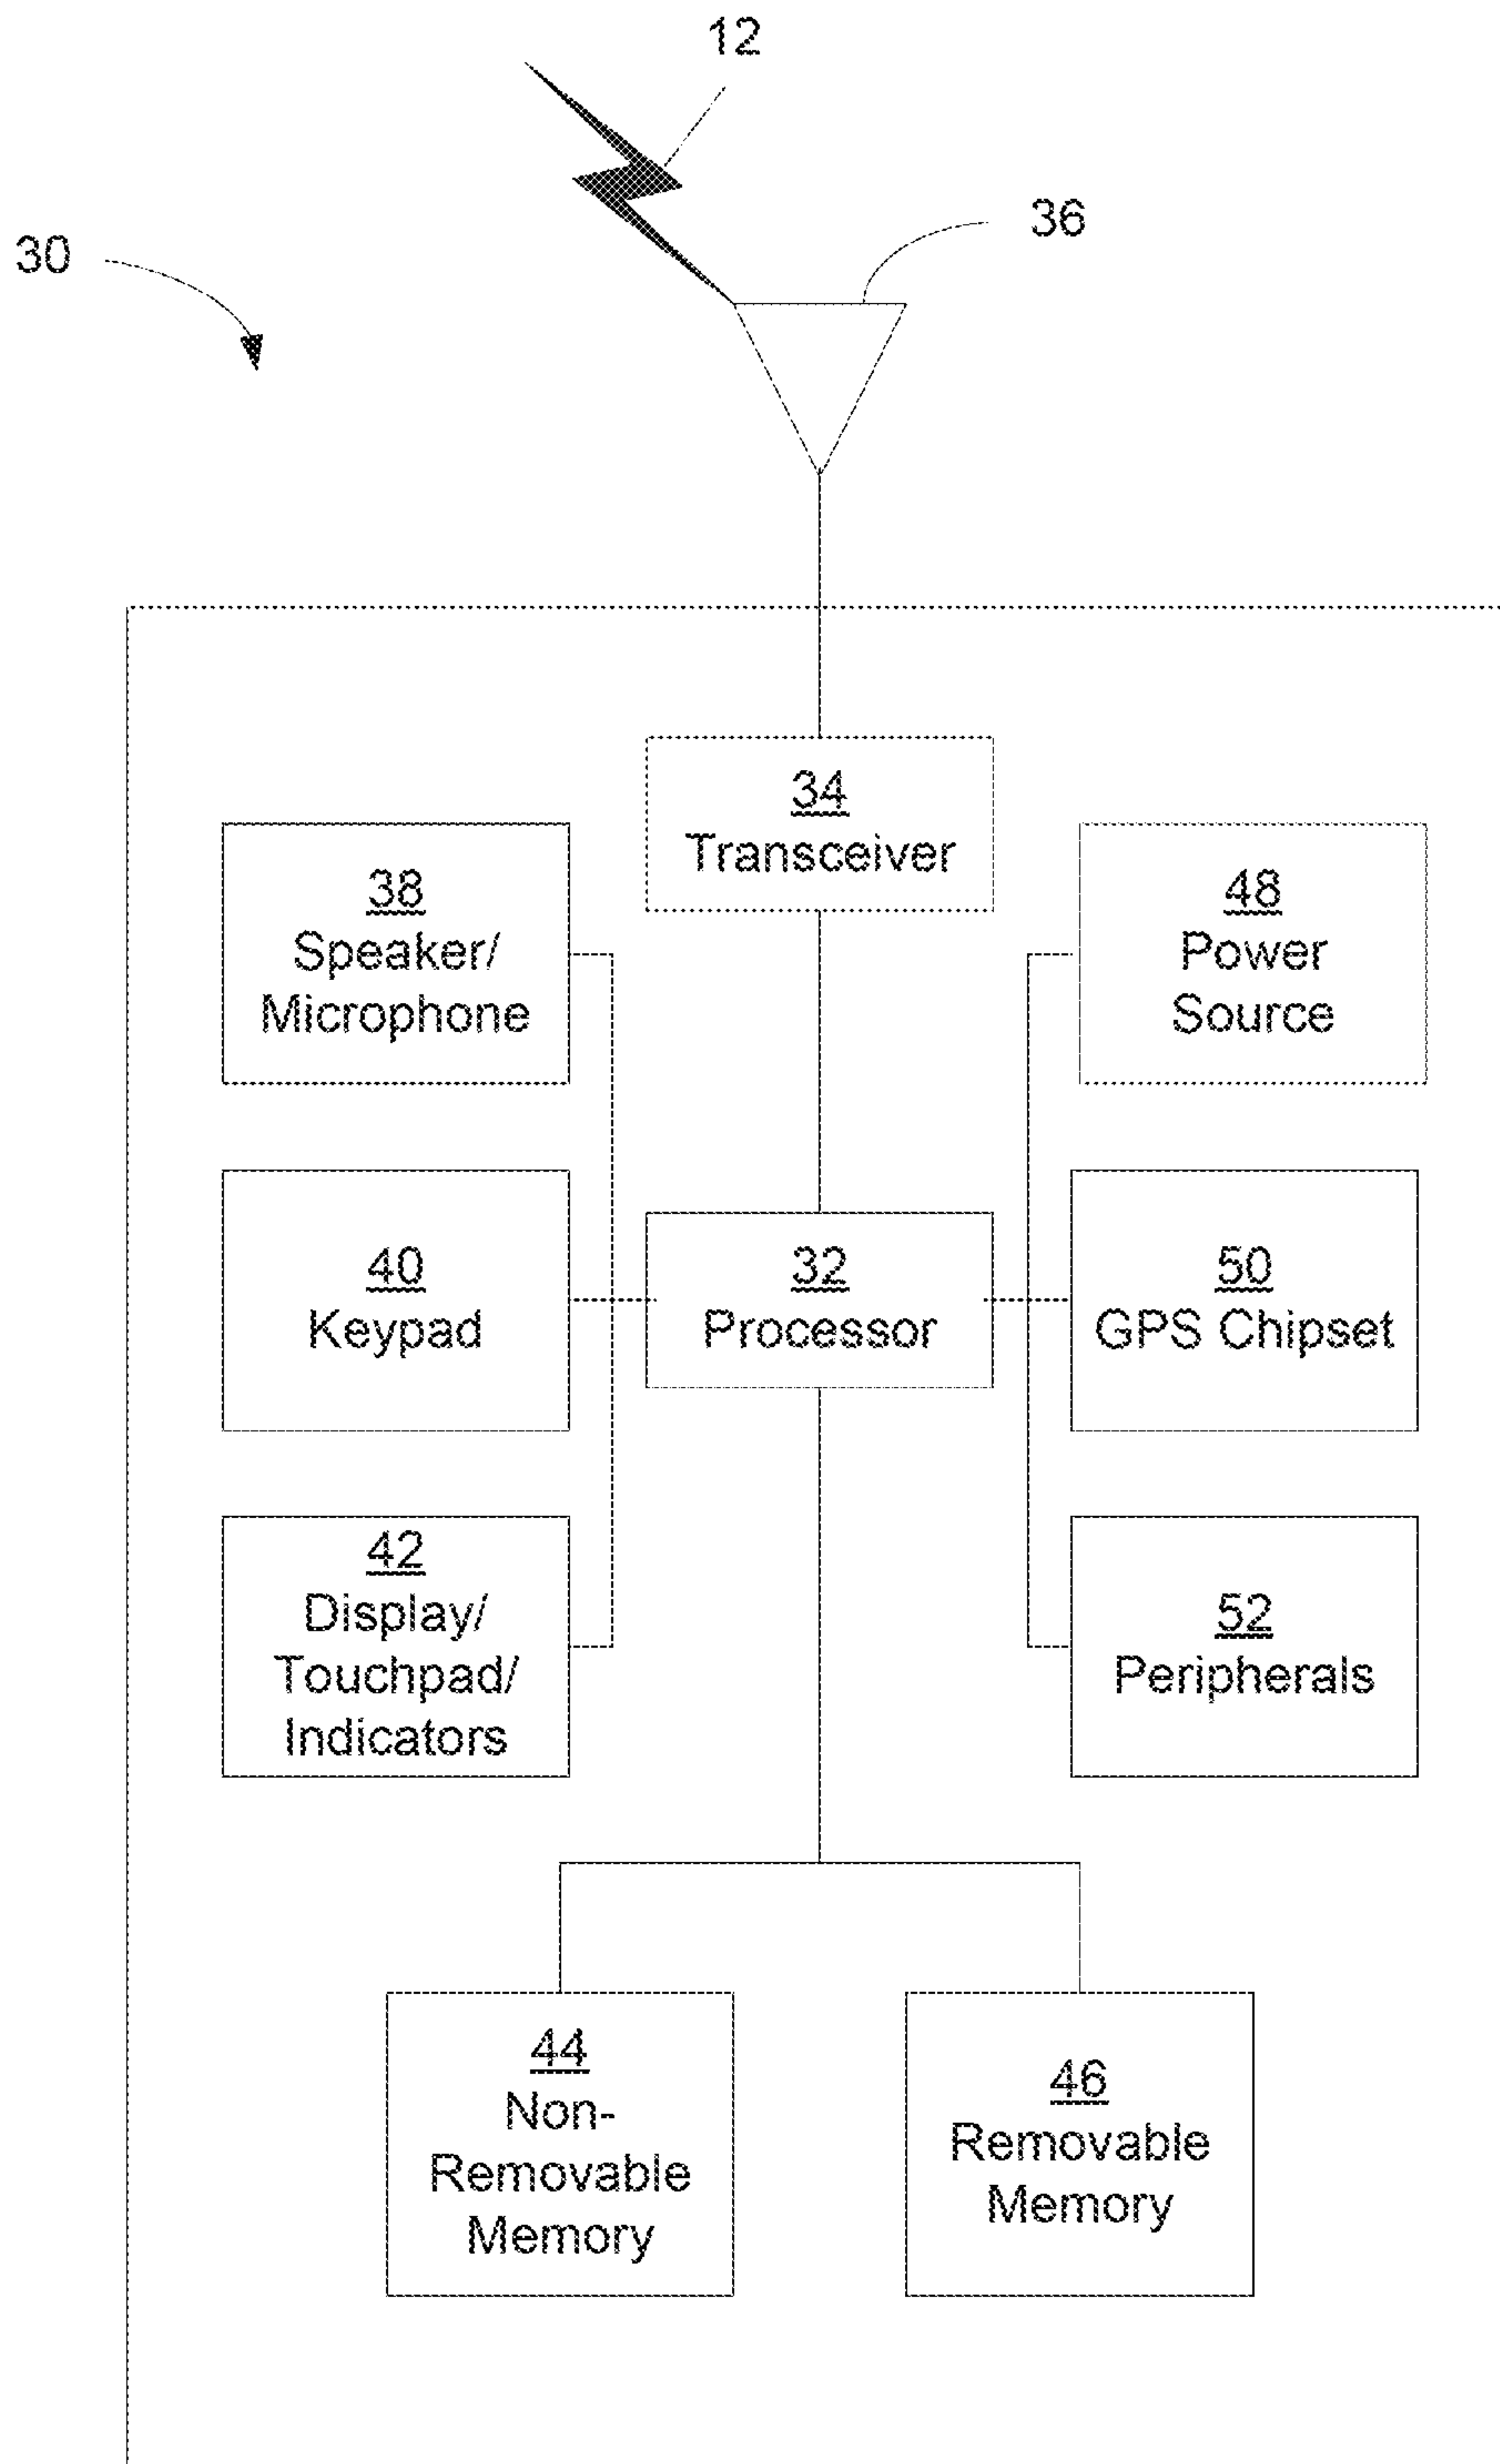 12
36
30
34
Transceiver
38
Speaker/
Microphone
48
Power
Source
40
Keypad
32
Processor
50
GPS Chipset
42
Display/
Touchpad/
Indicators
52
Peripherals
44
Non-
Removable
Memory
46
Removable
Memory